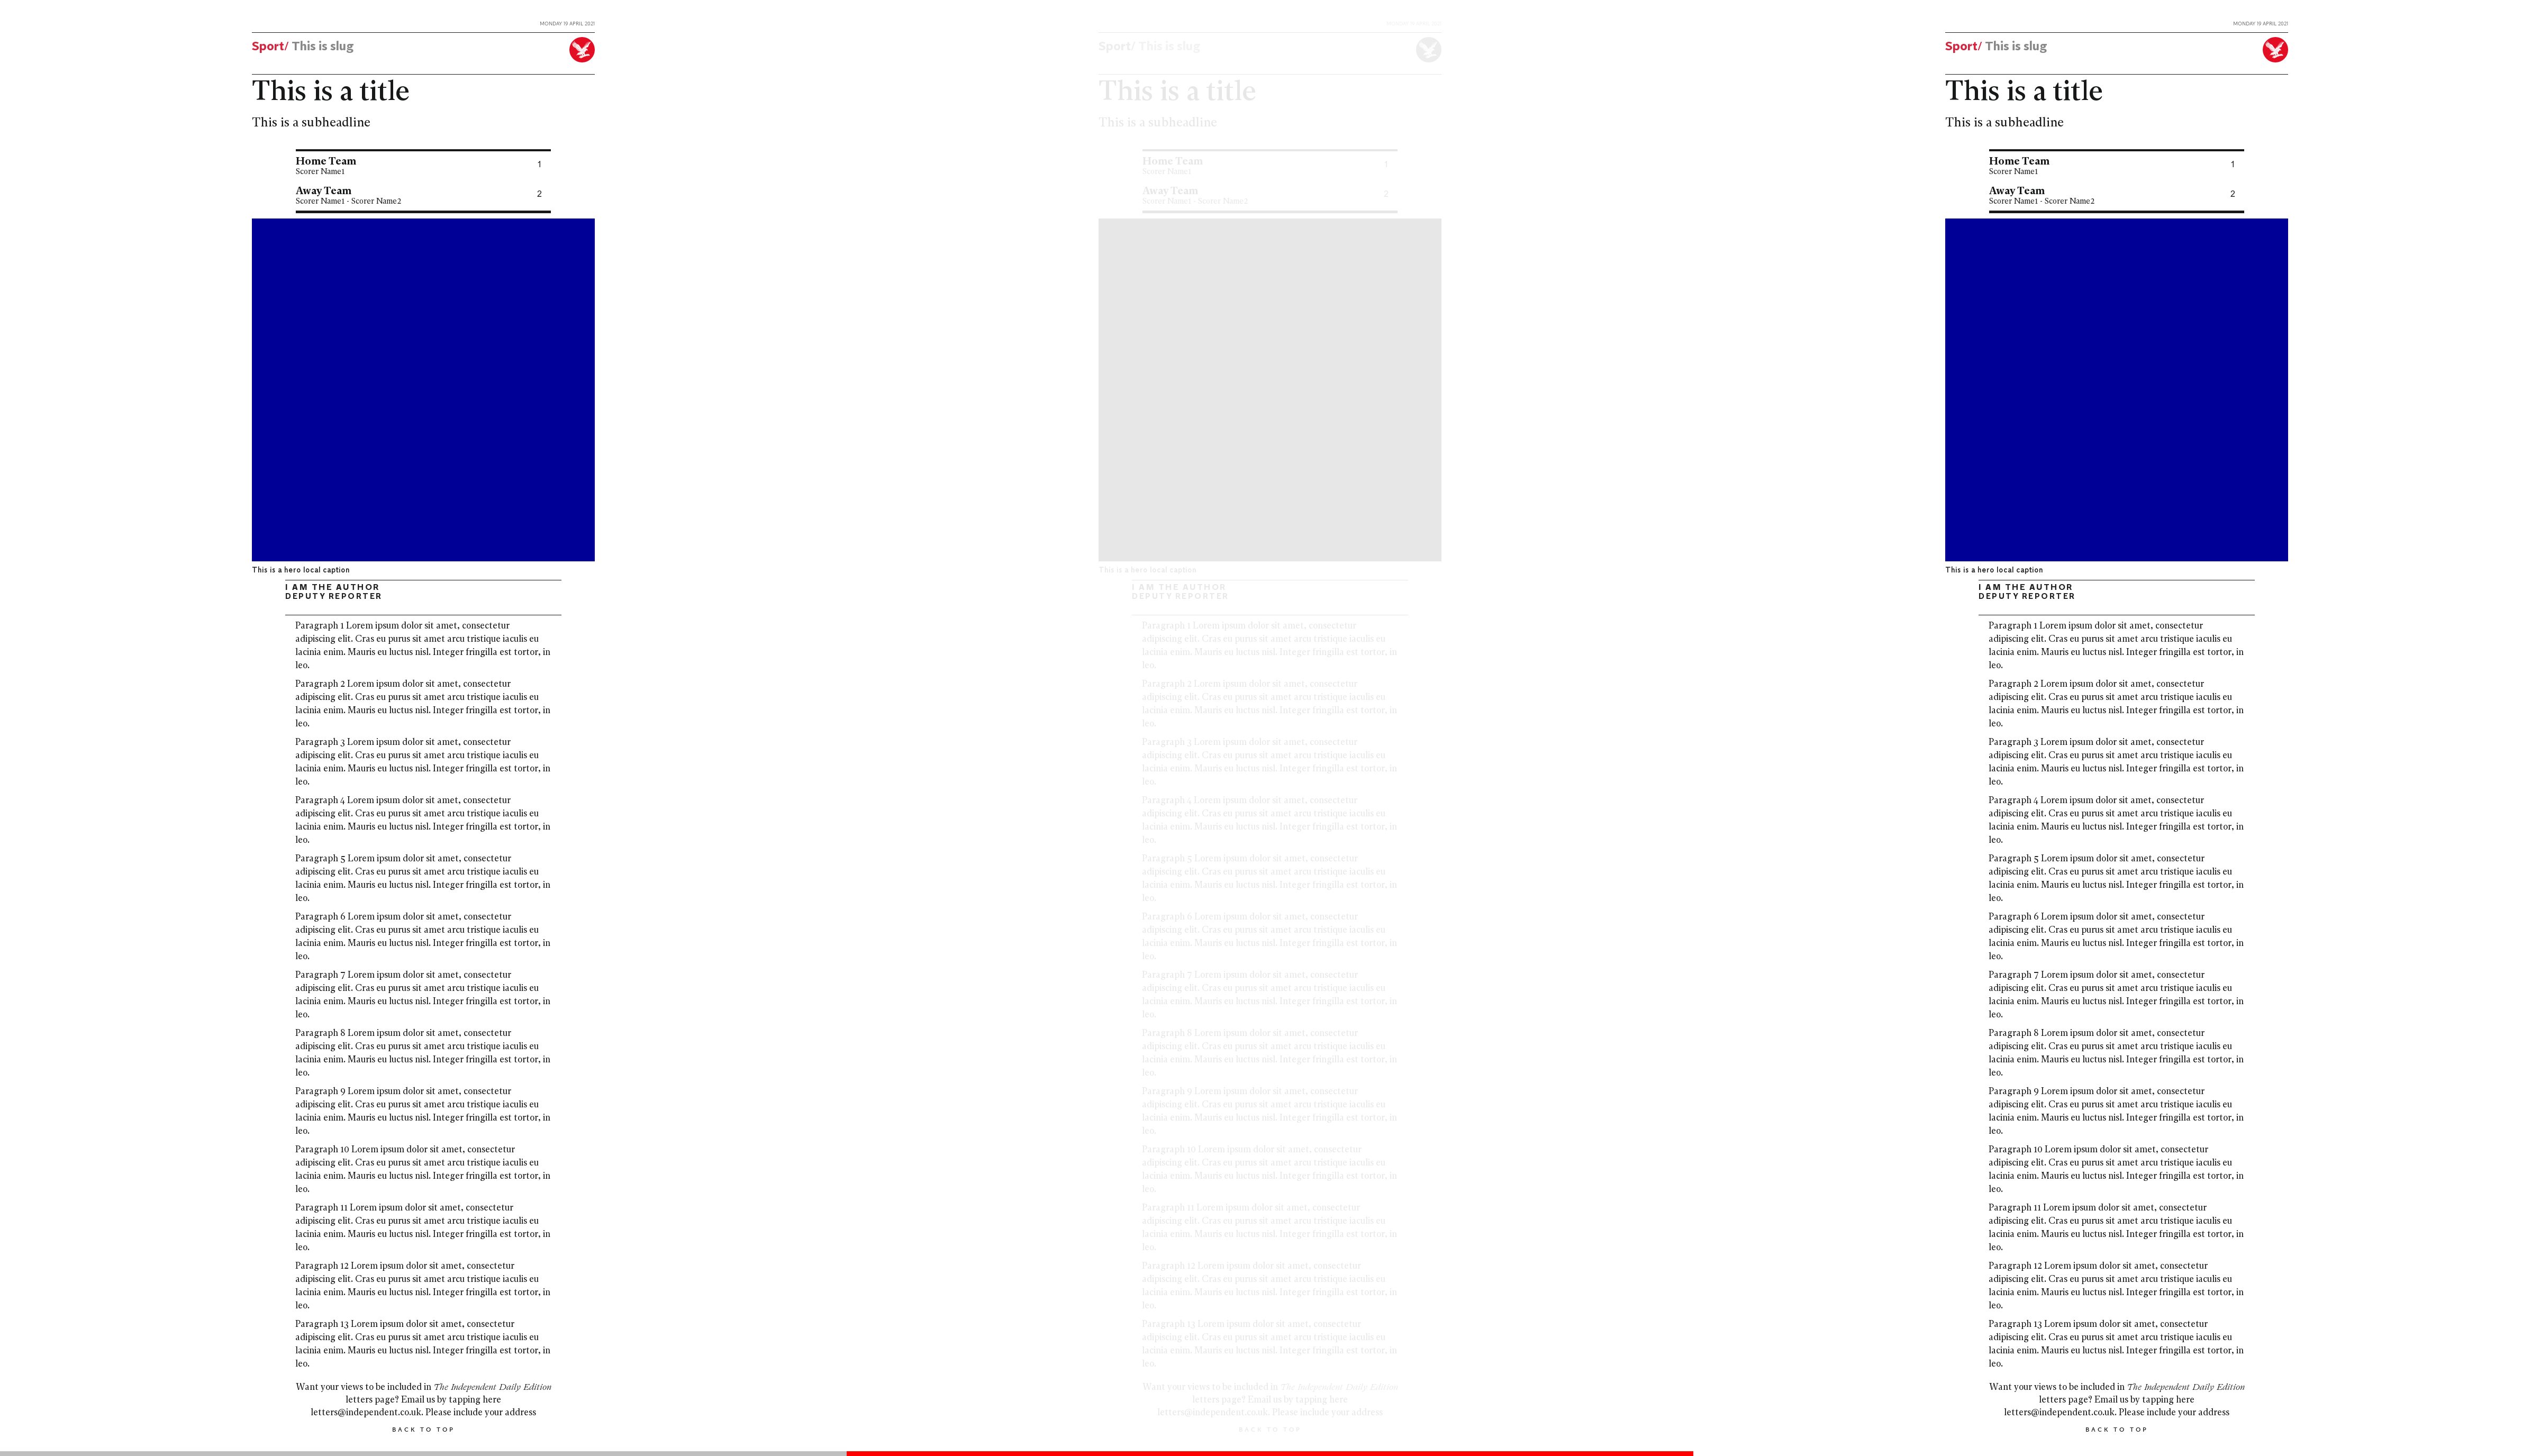 MONDAY 19 APRIL 2021
Sport/ This is slug
This is a title
This is a subheadline
Home Team 1
Scorer Name1
Away Team 2
Scorer Name1 - Scorer Name2
This is a hero local caption
I AM THE AUTHOR
DEPUTY REPORTER
Paragraph 1 Lorem ipsum dolor sit amet, consectetur
adipiscing elit. Cras eu purus sit amet arcu tristique iaculis eu
lacinia enim. Mauris eu luctus nisl. Integer fringilla est tortor, in
leo.
Paragraph 2 Lorem ipsum dolor sit amet, consectetur
adipiscing elit. Cras eu purus sit amet arcu tristique iaculis eu
lacinia enim. Mauris eu luctus nisl. Integer fringilla est tortor, in
leo.
Paragraph 3 Lorem ipsum dolor sit amet, consectetur
adipiscing elit. Cras eu purus sit amet arcu tristique iaculis eu
lacinia enim. Mauris eu luctus nisl. Integer fringilla est tortor, in
leo.
Paragraph 4 Lorem ipsum dolor sit amet, consectetur
adipiscing elit. Cras eu purus sit amet arcu tristique iaculis eu
lacinia enim. Mauris eu luctus nisl. Integer fringilla est tortor, in
leo.
Paragraph 5 Lorem ipsum dolor sit amet, consectetur
adipiscing elit. Cras eu purus sit amet arcu tristique iaculis eu
lacinia enim. Mauris eu luctus nisl. Integer fringilla est tortor, in
leo.
Paragraph 6 Lorem ipsum dolor sit amet, consectetur
adipiscing elit. Cras eu purus sit amet arcu tristique iaculis eu
lacinia enim. Mauris eu luctus nisl. Integer fringilla est tortor, in
leo.
Paragraph 7 Lorem ipsum dolor sit amet, consectetur
adipiscing elit. Cras eu purus sit amet arcu tristique iaculis eu
lacinia enim. Mauris eu luctus nisl. Integer fringilla est tortor, in
leo.
Paragraph 8 Lorem ipsum dolor sit amet, consectetur
adipiscing elit. Cras eu purus sit amet arcu tristique iaculis eu
lacinia enim. Mauris eu luctus nisl. Integer fringilla est tortor, in
leo.
Paragraph 9 Lorem ipsum dolor sit amet, consectetur
adipiscing elit. Cras eu purus sit amet arcu tristique iaculis eu
lacinia enim. Mauris eu luctus nisl. Integer fringilla est tortor, in
leo.
Paragraph 10 Lorem ipsum dolor sit amet, consectetur
adipiscing elit. Cras eu purus sit amet arcu tristique iaculis eu
lacinia enim. Mauris eu luctus nisl. Integer fringilla est tortor, in
leo.
Paragraph 11 Lorem ipsum dolor sit amet, consectetur
adipiscing elit. Cras eu purus sit amet arcu tristique iaculis eu
lacinia enim. Mauris eu luctus nisl. Integer fringilla est tortor, in
leo.
Paragraph 12 Lorem ipsum dolor sit amet, consectetur
adipiscing elit. Cras eu purus sit amet arcu tristique iaculis eu
lacinia enim. Mauris eu luctus nisl. Integer fringilla est tortor, in
leo.
Paragraph 13 Lorem ipsum dolor sit amet, consectetur
adipiscing elit. Cras eu purus sit amet arcu tristique iaculis eu
lacinia enim. Mauris eu luctus nisl. Integer fringilla est tortor, in
leo.
Want your views to be included in The Independent Daily Edition
letters page? Email us by tapping here
letters@independent.co.uk. Please include your address
BACK TO TOP
MONDAY 19 APRIL 2021
Sport/ This is slug
This is a title
This is a subheadline
Home Team 1
Scorer Name1
Away Team 2
Scorer Name1 - Scorer Name2
This is a hero local caption
I AM THE AUTHOR
DEPUTY REPORTER
Paragraph 1 Lorem ipsum dolor sit amet, consectetur
adipiscing elit. Cras eu purus sit amet arcu tristique iaculis eu
lacinia enim. Mauris eu luctus nisl. Integer fringilla est tortor, in
leo.
Paragraph 2 Lorem ipsum dolor sit amet, consectetur
adipiscing elit. Cras eu purus sit amet arcu tristique iaculis eu
lacinia enim. Mauris eu luctus nisl. Integer fringilla est tortor, in
leo.
Paragraph 3 Lorem ipsum dolor sit amet, consectetur
adipiscing elit. Cras eu purus sit amet arcu tristique iaculis eu
lacinia enim. Mauris eu luctus nisl. Integer fringilla est tortor, in
leo.
Paragraph 4 Lorem ipsum dolor sit amet, consectetur
adipiscing elit. Cras eu purus sit amet arcu tristique iaculis eu
lacinia enim. Mauris eu luctus nisl. Integer fringilla est tortor, in
leo.
Paragraph 5 Lorem ipsum dolor sit amet, consectetur
adipiscing elit. Cras eu purus sit amet arcu tristique iaculis eu
lacinia enim. Mauris eu luctus nisl. Integer fringilla est tortor, in
leo.
Paragraph 6 Lorem ipsum dolor sit amet, consectetur
adipiscing elit. Cras eu purus sit amet arcu tristique iaculis eu
lacinia enim. Mauris eu luctus nisl. Integer fringilla est tortor, in
leo.
Paragraph 7 Lorem ipsum dolor sit amet, consectetur
adipiscing elit. Cras eu purus sit amet arcu tristique iaculis eu
lacinia enim. Mauris eu luctus nisl. Integer fringilla est tortor, in
leo.
Paragraph 8 Lorem ipsum dolor sit amet, consectetur
adipiscing elit. Cras eu purus sit amet arcu tristique iaculis eu
lacinia enim. Mauris eu luctus nisl. Integer fringilla est tortor, in
leo.
Paragraph 9 Lorem ipsum dolor sit amet, consectetur
adipiscing elit. Cras eu purus sit amet arcu tristique iaculis eu
lacinia enim. Mauris eu luctus nisl. Integer fringilla est tortor, in
leo.
Paragraph 10 Lorem ipsum dolor sit amet, consectetur
adipiscing elit. Cras eu purus sit amet arcu tristique iaculis eu
lacinia enim. Mauris eu luctus nisl. Integer fringilla est tortor, in
leo.
Paragraph 11 Lorem ipsum dolor sit amet, consectetur
adipiscing elit. Cras eu purus sit amet arcu tristique iaculis eu
lacinia enim. Mauris eu luctus nisl. Integer fringilla est tortor, in
leo.
Paragraph 12 Lorem ipsum dolor sit amet, consectetur
adipiscing elit. Cras eu purus sit amet arcu tristique iaculis eu
lacinia enim. Mauris eu luctus nisl. Integer fringilla est tortor, in
leo.
Paragraph 13 Lorem ipsum dolor sit amet, consectetur
adipiscing elit. Cras eu purus sit amet arcu tristique iaculis eu
lacinia enim. Mauris eu luctus nisl. Integer fringilla est tortor, in
leo.
Want your views to be included in The Independent Daily Edition
letters page? Email us by tapping here
letters@independent.co.uk. Please include your address
BACK TO TOP
MONDAY 19 APRIL 2021
Sport/ This is slug
This is a title
This is a subheadline
Home Team 1
Scorer Name1
Away Team 2
Scorer Name1 - Scorer Name2
This is a hero local caption
I AM THE AUTHOR
DEPUTY REPORTER
Paragraph 1 Lorem ipsum dolor sit amet, consectetur
adipiscing elit. Cras eu purus sit amet arcu tristique iaculis eu
lacinia enim. Mauris eu luctus nisl. Integer fringilla est tortor, in
leo.
Paragraph 2 Lorem ipsum dolor sit amet, consectetur
adipiscing elit. Cras eu purus sit amet arcu tristique iaculis eu
lacinia enim. Mauris eu luctus nisl. Integer fringilla est tortor, in
leo.
Paragraph 3 Lorem ipsum dolor sit amet, consectetur
adipiscing elit. Cras eu purus sit amet arcu tristique iaculis eu
lacinia enim. Mauris eu luctus nisl. Integer fringilla est tortor, in
leo.
Paragraph 4 Lorem ipsum dolor sit amet, consectetur
adipiscing elit. Cras eu purus sit amet arcu tristique iaculis eu
lacinia enim. Mauris eu luctus nisl. Integer fringilla est tortor, in
leo.
Paragraph 5 Lorem ipsum dolor sit amet, consectetur
adipiscing elit. Cras eu purus sit amet arcu tristique iaculis eu
lacinia enim. Mauris eu luctus nisl. Integer fringilla est tortor, in
leo.
Paragraph 6 Lorem ipsum dolor sit amet, consectetur
adipiscing elit. Cras eu purus sit amet arcu tristique iaculis eu
lacinia enim. Mauris eu luctus nisl. Integer fringilla est tortor, in
leo.
Paragraph 7 Lorem ipsum dolor sit amet, consectetur
adipiscing elit. Cras eu purus sit amet arcu tristique iaculis eu
lacinia enim. Mauris eu luctus nisl. Integer fringilla est tortor, in
leo.
Paragraph 8 Lorem ipsum dolor sit amet, consectetur
adipiscing elit. Cras eu purus sit amet arcu tristique iaculis eu
lacinia enim. Mauris eu luctus nisl. Integer fringilla est tortor, in
leo.
Paragraph 9 Lorem ipsum dolor sit amet, consectetur
adipiscing elit. Cras eu purus sit amet arcu tristique iaculis eu
lacinia enim. Mauris eu luctus nisl. Integer fringilla est tortor, in
leo.
Paragraph 10 Lorem ipsum dolor sit amet, consectetur
adipiscing elit. Cras eu purus sit amet arcu tristique iaculis eu
lacinia enim. Mauris eu luctus nisl. Integer fringilla est tortor, in
leo.
Paragraph 11 Lorem ipsum dolor sit amet, consectetur
adipiscing elit. Cras eu purus sit amet arcu tristique iaculis eu
lacinia enim. Mauris eu luctus nisl. Integer fringilla est tortor, in
leo.
Paragraph 12 Lorem ipsum dolor sit amet, consectetur
adipiscing elit. Cras eu purus sit amet arcu tristique iaculis eu
lacinia enim. Mauris eu luctus nisl. Integer fringilla est tortor, in
leo.
Paragraph 13 Lorem ipsum dolor sit amet, consectetur
adipiscing elit. Cras eu purus sit amet arcu tristique iaculis eu
lacinia enim. Mauris eu luctus nisl. Integer fringilla est tortor, in
leo.
Want your views to be included in The Independent Daily Edition
letters page? Email us by tapping here
letters@independent.co.uk. Please include your address
BACK TO TOP